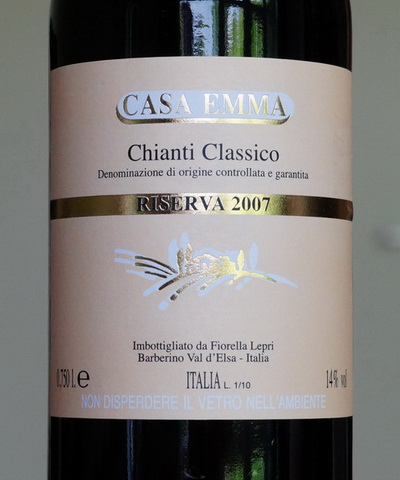 CASA EMMA
Chianti Classico
Denominazione di origine controllata e garantita
RISERVA 2007
Imbottigliato da Fiorella Lepri
Barberino Val d'Elsa - Italia
0,750 L e ITALIA L. 1/10 14% vol
NON DISPERDERE IL VETRO NELL'AMBIENTE